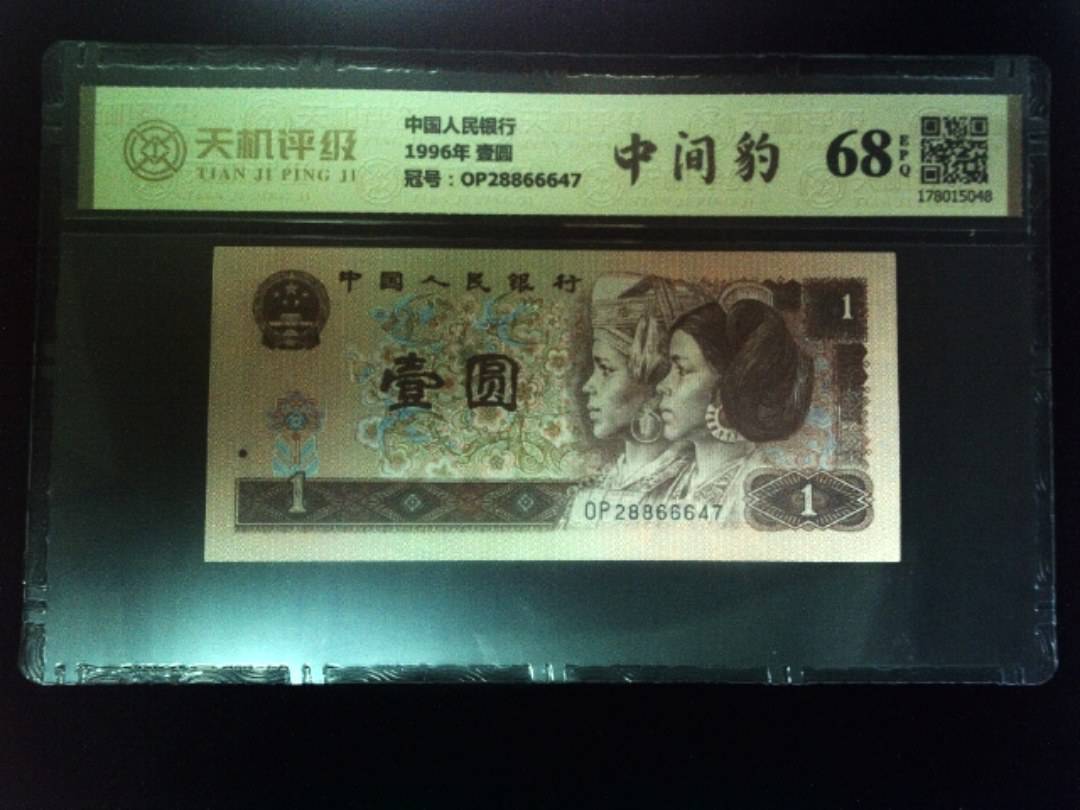 天机评级
TIAN JI PING JI
中国人民银行
1996年 壹圆
冠号：OP28866647
中间豹
68
EPQ
178015048
中国人民银行
1
壹圆
1
OP28866647
1